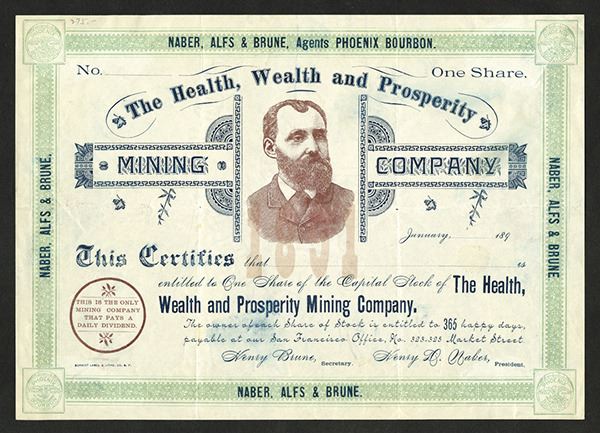 375.-
NABER, ALFS & BRUNE, Agents PHOENIX BOURBON.
No. One Share.
The Health, Wealth and Prosperity
MINING COMPANY
January, 189
1891
This Certifies that is
entitled to One Share of the Capital Stock of The Health,
Wealth and Prosperity Mining Company.
The owner of each Share of Stock is entitled to 365 happy days,
payable at our San Francisco Office, No. 323-325 Market Street
Henry Brune, Secretary. Henry D. Naber, President.
THIS IS THE ONLY
MINING COMPANY
THAT PAYS A
DAILY DIVIDEND.
NABER, ALFS & BRUNE.
NABER, ALFS & BRUNE.
NABER, ALFS & BRUNE.